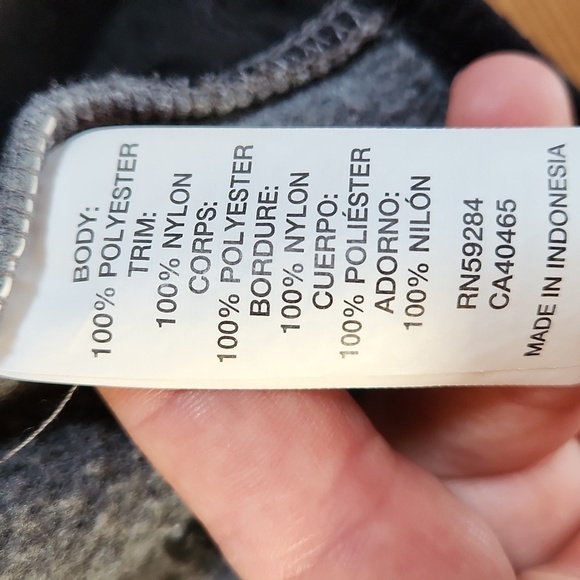 BODY:
100% POLYESTER
TRIM:
100% NYLON
CORPS:
100% POLYESTER
BORDURE:
100% NYLON
CUERPO:
100% POLIÉSTER
ADORNO:
100% NILÓN
RN59284
CA40465
MADE IN INDONESIA